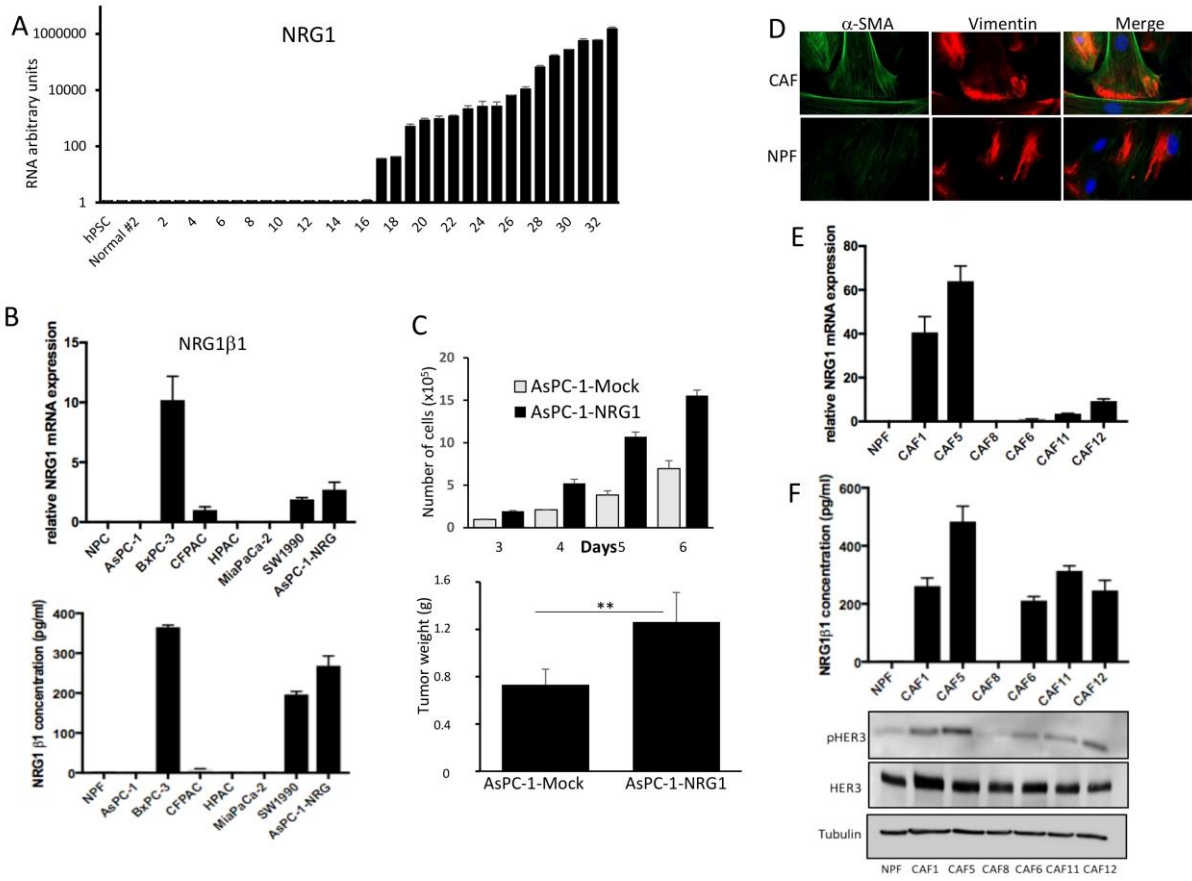 A
NRG1
RNA arbitrary units
1000000
10000
100
1
hPSC
Normal #2
2
4
6
8
10
12
14
16
18
20
22
24
26
28
30
32
B
NRG1β1
relative NRG1 mRNA expression
15
10
5
0
NPC
AsPC-1
BxPC-3
CFPAC
HPAC
MiaPaCa-2
SW1990
AsPC-1-NRG
NRG1 β1 concentration (pg/ml)
400
300
200
100
0
NPF
AsPC-1
BxPC-3
CFPAC
HPAC
MiaPaCa-2
SW1990
AsPC-1-NRG
C
Number of cells (x10⁵)
20
15
10
5
0
AsPC-1-Mock
AsPC-1-NRG1
3 4 Days 5 6
Tumor weight (g)
1.6
1.2
0.8
0.4
0
**
AsPC-1-Mock AsPC-1-NRG1
D
α-SMA Vimentin Merge
CAF
NPF
E
relative NRG1 mRNA expression
80
60
40
20
0
NPF
CAF1
CAF5
CAF8
CAF6
CAF11
CAF12
F
NRG1β1 concentration (pg/ml)
600
400
200
0
NPF
CAF1
CAF5
CAF8
CAF6
CAF11
CAF12
pHER3
HER3
Tubulin
NPF CAF1 CAF5 CAF8 CAF6 CAF11 CAF12